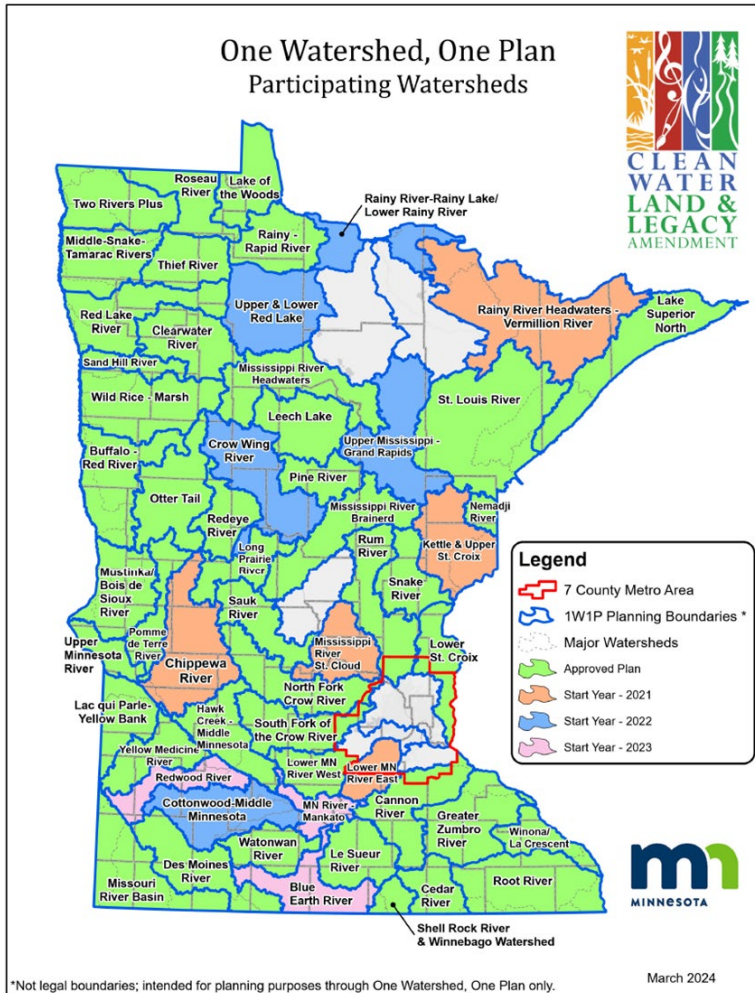 One Watershed, One Plan
Participating Watersheds
CLEAN
WATER
LAND &
LEGACY
AMENDMENT
Roseau
River
Lake of
the Woods
Two Rivers Plus
Rainy River-Rainy Lake/
Lower Rainy River
Rainy -
Rapid River
Middle-Snake-
Tamarac Rivers
Thief River
Upper & Lower
Red Lake
Rainy River Headwaters -
Vermillion River
Lake
Superior
North
Red Lake
River
Clearwater
River
Sand Hill River
Mississippi River
Headwaters
Wild Rice - Marsh
St. Louis River
Leech Lake
Buffalo -
Red River
Crow Wing
River
Upper Mississippi -
Grand Rapids
Pine River
Otter Tail
Redeye
River
Mississippi River
Brainerd
Nemadji
River
Long
Prairie
River
Rum
River
Kettle & Upper
St. Croix
Mustinka/
Bois de
Sioux
River
Sauk
River
Snake
River
Upper
Minnesota
River
Pomme
de Terre
River
Chippewa
River
Mississippi
River
St. Cloud
Lower
St. Croix
Lac qui Parle-
Yellow Bank
Hawk
Creek -
Middle
Minnesota
North Fork
Crow River
South Fork of
the Crow River
Yellow Medicine
River
Redwood River
Lower MN
River West
Lower MN
River East
Cottonwood-Middle
Minnesota
MN River -
Mankato
Cannon
River
Greater
Zumbro
River
Winona/
La Crescent
Watonwan
River
Le Sueur
River
Des Moines
River
Missouri
River Basin
Blue
Earth River
Cedar
River
Root River
Shell Rock River
& Winnebago Watershed
Legend
7 County Metro Area
1W1P Planning Boundaries *
Major Watersheds
Approved Plan
Start Year - 2021
Start Year - 2022
Start Year - 2023
mn
MINNESOTA
*Not legal boundaries; intended for planning purposes through One Watershed, One Plan only.
March 2024